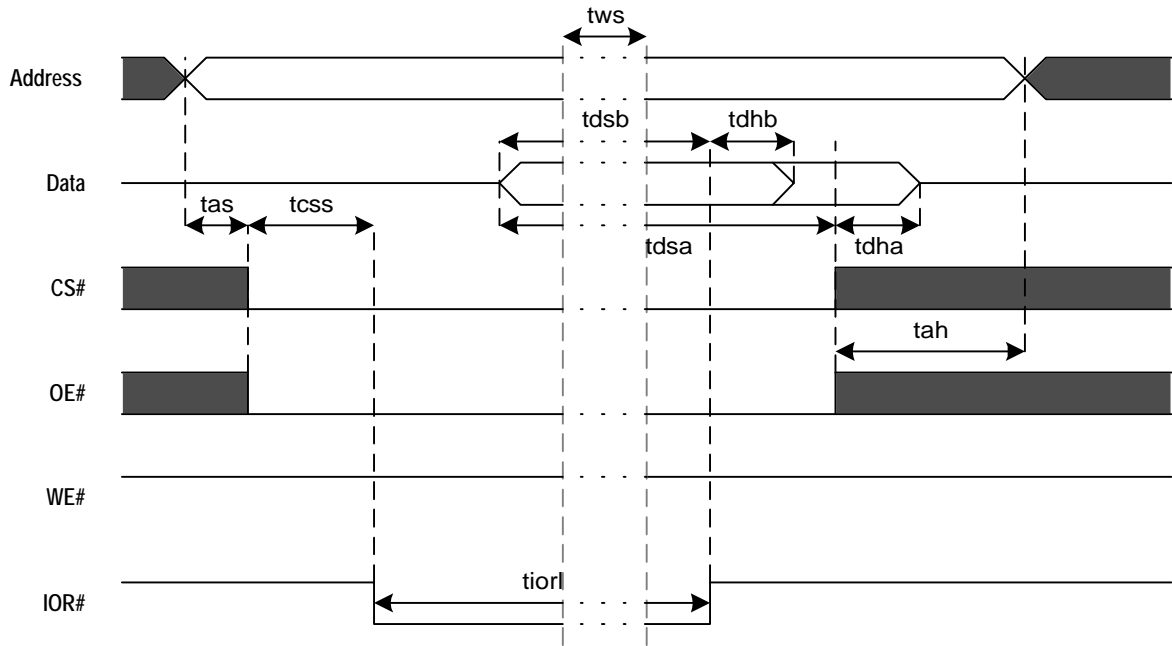 tws
Address
tdsb
tdhb
Data
tas
tcss
tdsa
tdha
CS#
tah
OE#
WE#
tiorl
IOR#